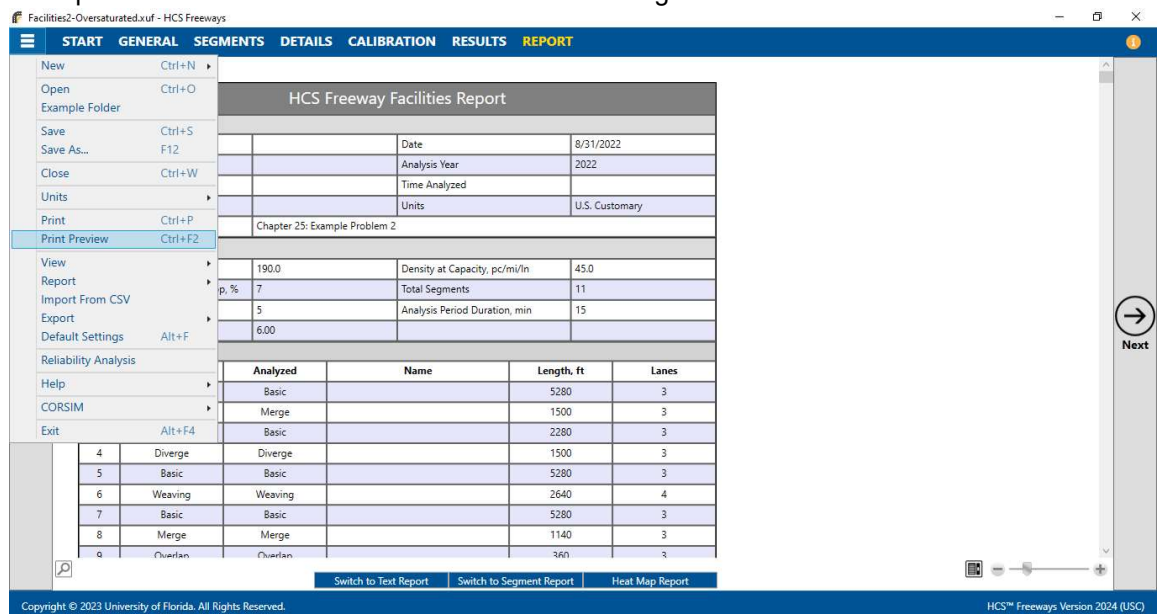 Facilities2-Oversaturated.xuf - HCS Freeways
START GENERAL SEGMENTS DETAILS CALIBRATION RESULTS REPORT
New Ctrl+N
Open Ctrl+O
Example Folder
Save Ctrl+S
Save As... F12
Close Ctrl+W
Units
Print Ctrl+P
Print Preview Ctrl+F2
View
Report
Import From CSV
Export
Default Settings Alt+F
Reliability Analysis
Help
CORSIM
Exit Alt+F4
HCS Freeway Facilities Report
Date 8/31/2022
Analysis Year 2022
Time Analyzed
Units U.S. Customary
Chapter 25: Example Problem 2
190.0 Density at Capacity, pc/mi/ln 45.0
p, % 7 Total Segments 11
5 Analysis Period Duration, min 15
6.00
Analyzed Name Length, ft Lanes
Basic 5280 3
Merge 1500 3
Basic 2280 3
4 Diverge Diverge 1500 3
5 Basic Basic 5280 3
6 Weaving Weaving 2640 4
7 Basic Basic 5280 3
8 Merge Merge 1140 3
9 Overlap Overlap 360 3
Next
Switch to Text Report Switch to Segment Report Heat Map Report
Copyright © 2023 University of Florida. All Rights Reserved. HCS™ Freeways Version 2024 (USC)